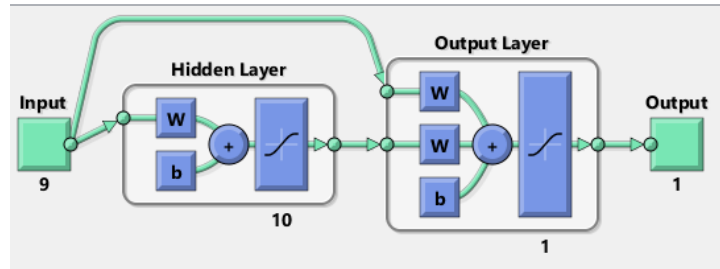 Output Layer
Hidden Layer
Input
Output
W
W
+
W
+
b
b
9
1
10
1